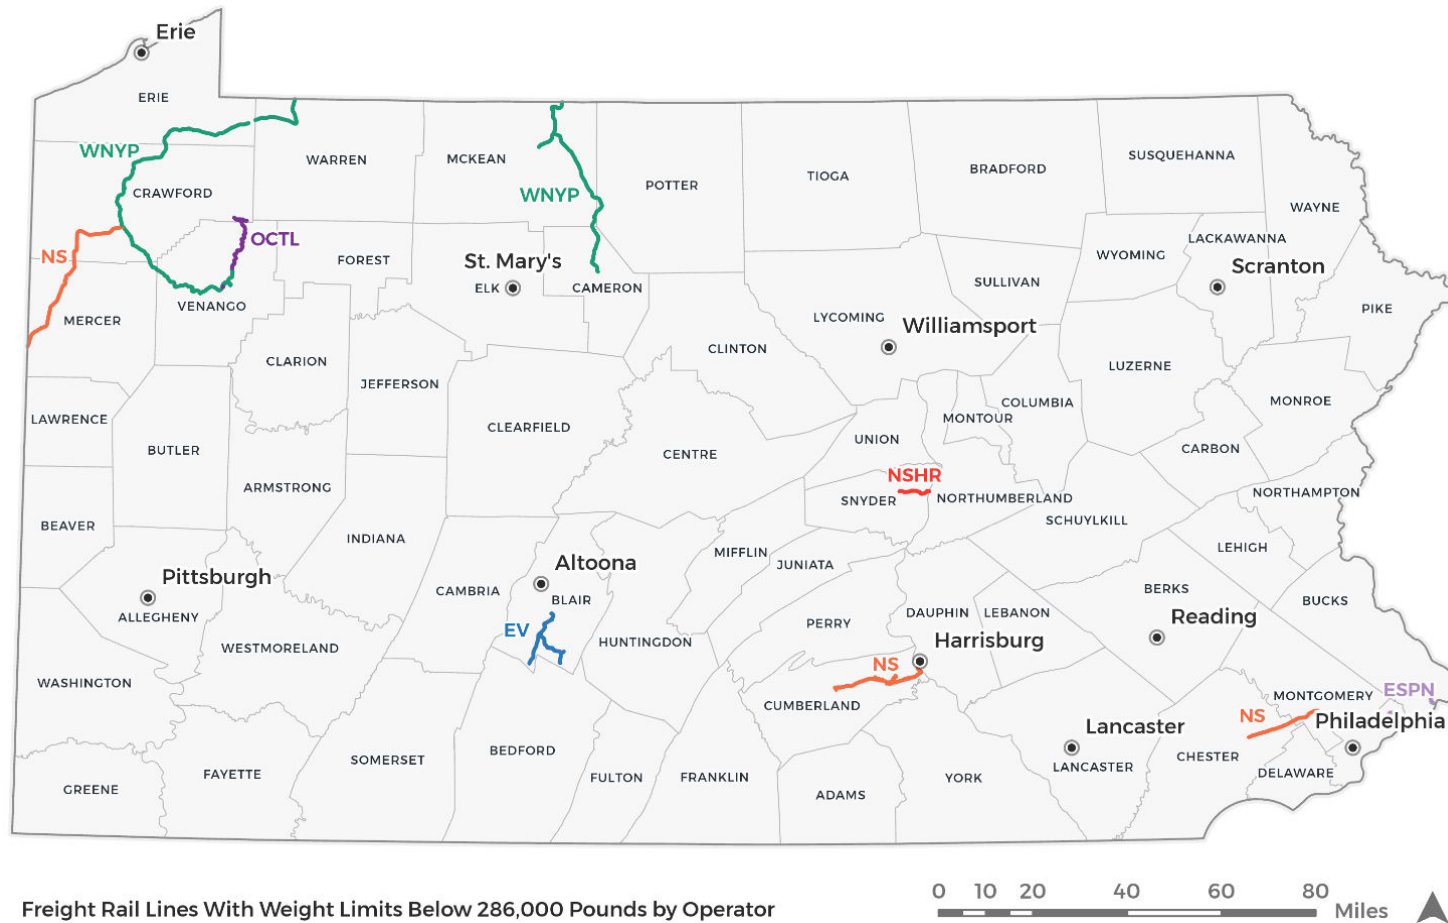 Erie
ERIE
WNYP
WARREN
MCKEAN
SUSQUEHANNA
BRADFORD
TIOGA
POTTER
CRAWFORD
WNYP
WAYNE
OCTL
LACKAWANNA
NS
FOREST
WYOMING
St. Mary's
Scranton
ELK
CAMERON
SULLIVAN
VENANGO
PIKE
MERCER
LYCOMING
Williamsport
CLINTON
CLARION
LUZERNE
JEFFERSON
MONROE
COLUMBIA
LAWRENCE
MONTOUR
CLEARFIELD
UNION
BUTLER
CENTRE
CARBON
NSHR
ARMSTRONG
SNYDER
NORTHUMBERLAND
NORTHAMPTON
BEAVER
SCHUYLKILL
INDIANA
MIFFLIN
LEHIGH
Altoona
JUNIATA
Pittsburgh
CAMBRIA
BLAIR
BERKS
BUCKS
ALLEGHENY
DAUPHIN
LEBANON
Reading
PERRY
EV
HUNTINGDON
Harrisburg
WESTMORELAND
NS
WASHINGTON
ESPN
MONTGOMERY
CUMBERLAND
NS
Philadelphia
Lancaster
BEDFORD
SOMERSET
CHESTER
LANCASTER
FAYETTE
DELAWARE
FULTON
FRANKLIN
YORK
GREENE
ADAMS
0 10 20 40 60 80
Miles
Freight Rail Lines With Weight Limits Below 286,000 Pounds by Operator